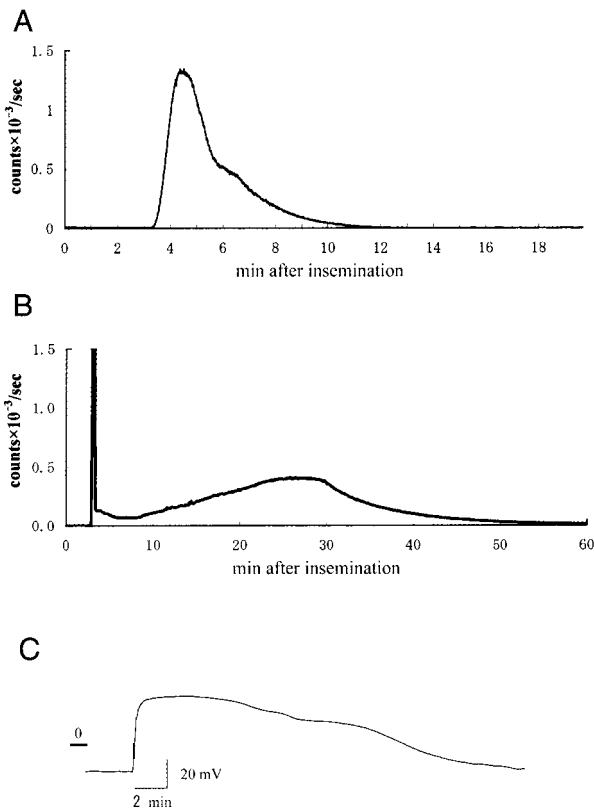 A
counts×10⁻³/sec
1.5
1
0.5
0
0 2 4 6 8 10 12 14 16 18
min after insemination
B
counts×10⁻³/sec
1.5
1.0
0.5
0.0
0 10 20 30 40 50 60
min after insemination
C
0
20 mV
2 min